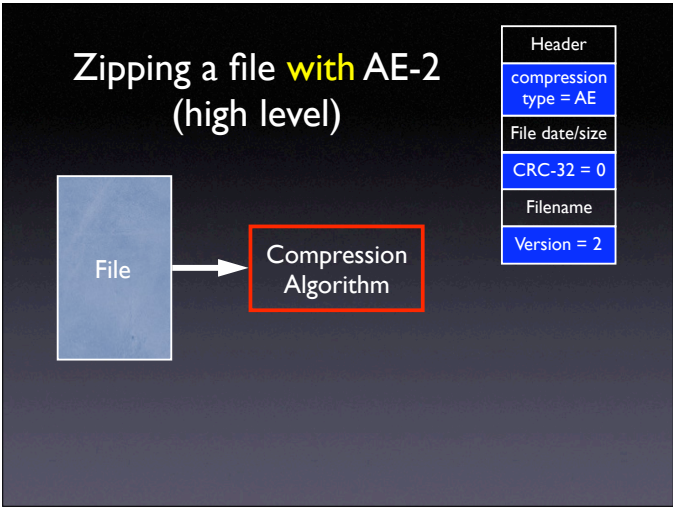 Zipping a file with AE-2
(high level)
Header
compression
type = AE
File date/size
CRC-32 = 0
Filename
Version = 2
File
Compression
Algorithm